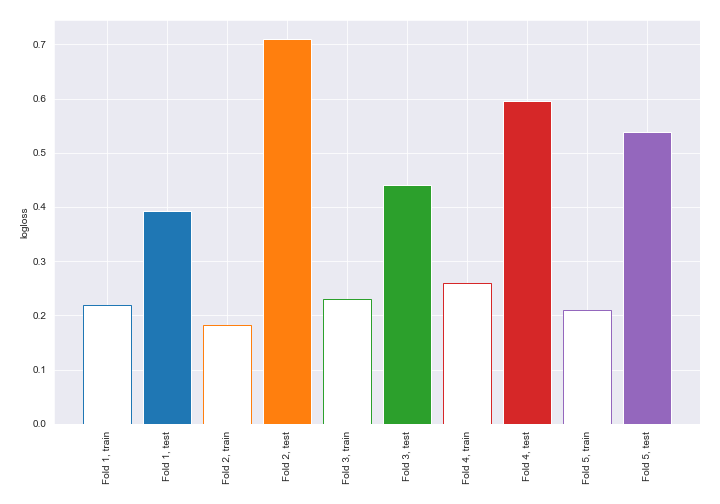 0.7
0.6
0.5
0.4
0.3
0.2
0.1
0.0
logloss
Fold 1, train
Fold 1, test
Fold 2, train
Fold 2, test
Fold 3, train
Fold 3, test
Fold 4, train
Fold 4, test
Fold 5, train
Fold 5, test